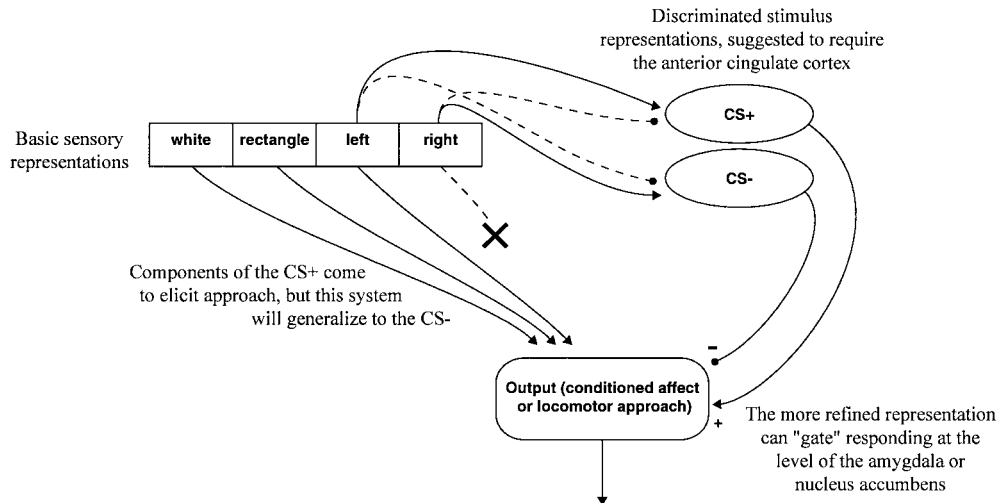 Discriminated stimulus
representations, suggested to require
the anterior cingulate cortex
Basic sensory
representations
white
rectangle
left
right
CS+
CS-
Components of the CS+ come
to elicit approach, but this system
will generalize to the CS-
Output (conditioned affect
or locomotor approach)
−
+
The more refined representation
can "gate" responding at the
level of the amygdala or
nucleus accumbens